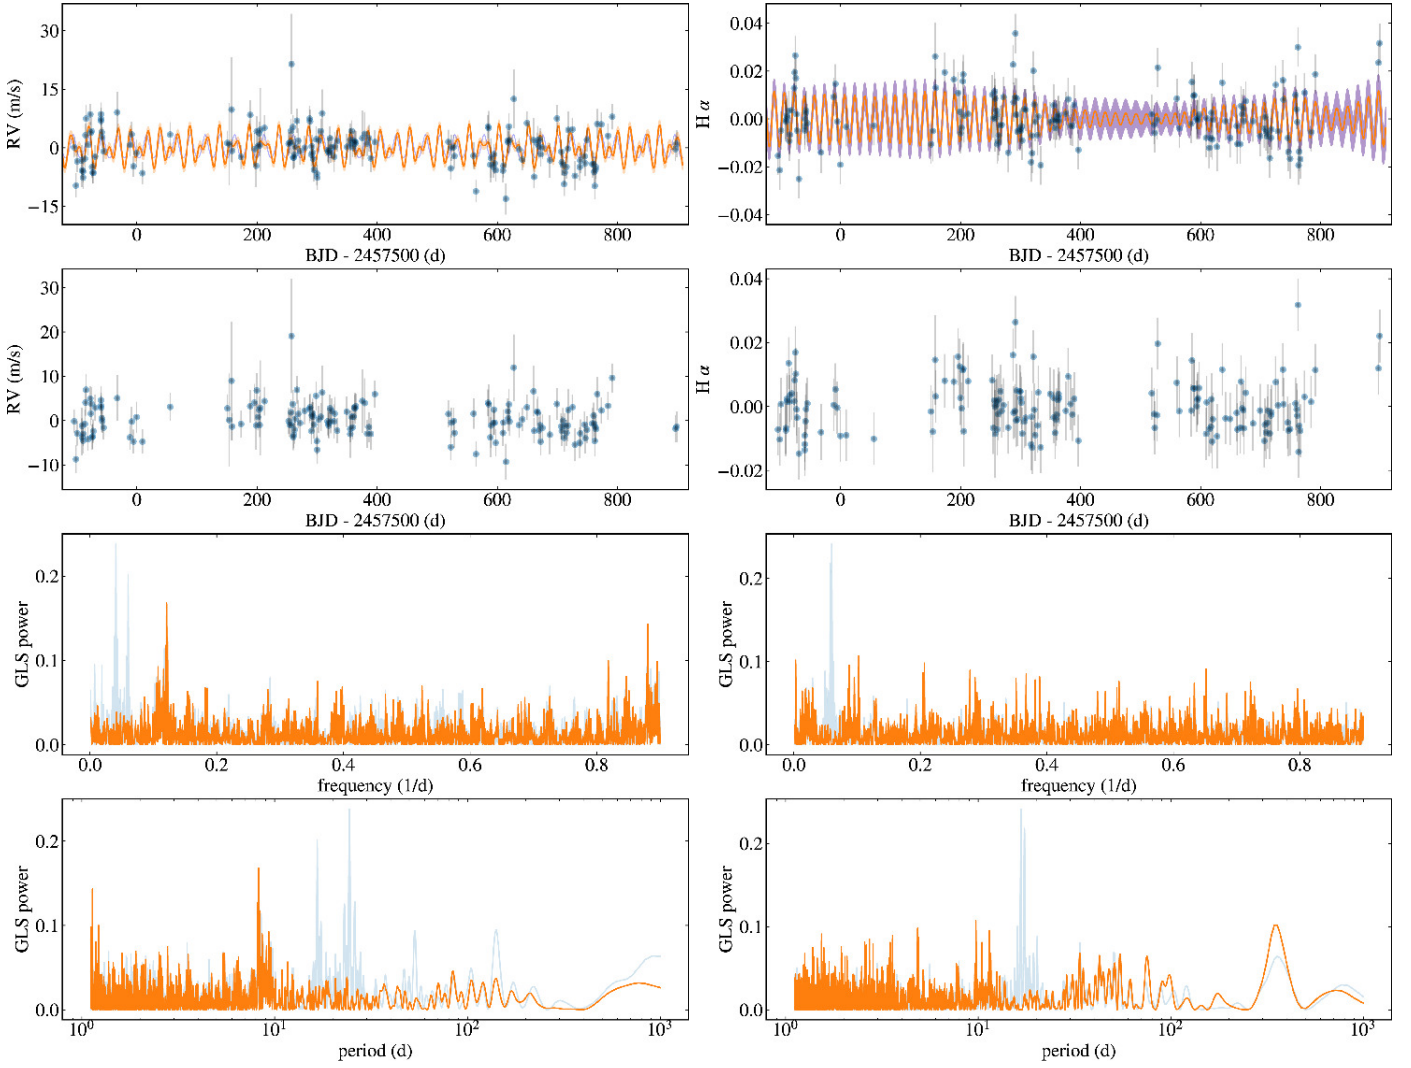 30
15
0
−15
RV (m/s)
0 200 400 600 800
BJD - 2457500 (d)
0.04
0.02
0.00
−0.02
−0.04
H α
0 200 400 600 800
BJD - 2457500 (d)
30
20
10
0
−10
RV (m/s)
0 200 400 600 800
BJD - 2457500 (d)
0.04
0.02
0.00
−0.02
H α
0 200 400 600 800
BJD - 2457500 (d)
0.2
0.1
0.0
GLS power
0.0 0.2 0.4 0.6 0.8
frequency (1/d)
0.2
0.1
0.0
GLS power
0.0 0.2 0.4 0.6 0.8
frequency (1/d)
0.2
0.1
0.0
GLS power
10⁰ 10¹ 10² 10³
period (d)
0.2
0.1
0.0
GLS power
10⁰ 10¹ 10² 10³
period (d)